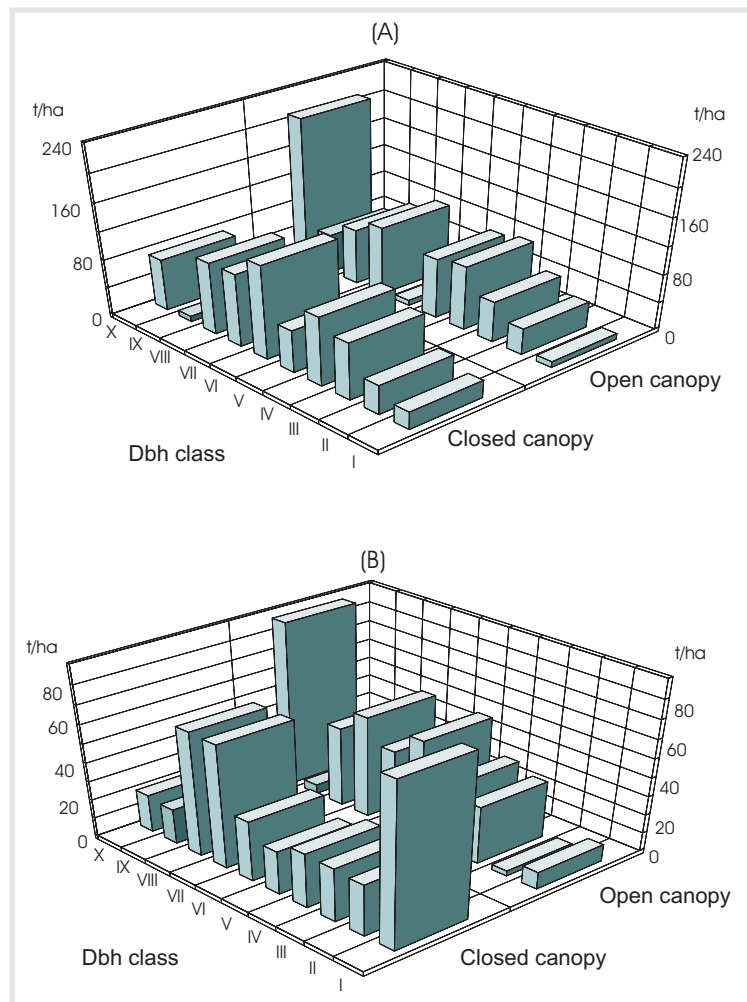 (A)
t/ha
t/ha
240
240
160
160
80
80
0
0
X
IX
VIII
VII
VI
V
IV
III
II
I
Open canopy
Closed canopy
Dbh class
(B)
t/ha
t/ha
80
80
60
60
40
40
20
20
0
0
X
IX
VIII
VII
VI
V
IV
III
II
I
Open canopy
Closed canopy
Dbh class